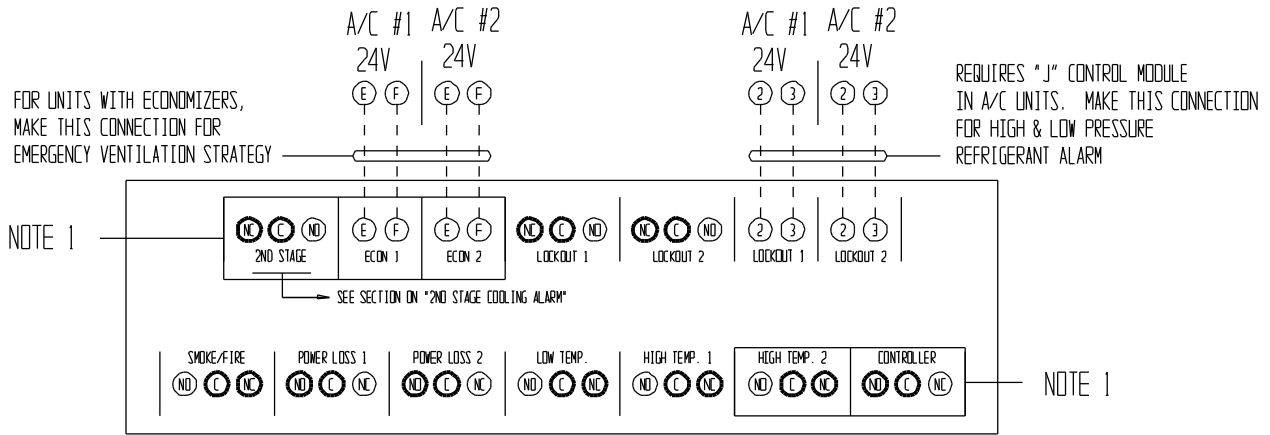 A/C #1 A/C #2 A/C #1 A/C #2
24V 24V 24V 24V
FOR UNITS WITH ECONOMIZERS,
MAKE THIS CONNECTION FOR
EMERGENCY VENTILATION STRATEGY
E F E F 2 3 2 3
REQUIRES "J" CONTROL MODULE
IN A/C UNITS. MAKE THIS CONNECTION
FOR HIGH & LOW PRESSURE
REFRIGERANT ALARM
NOTE 1
NC C NO E F E F NC C NO NC C NO 2 3 2 3
2ND STAGE ECON 1 ECON 2 LOCKOUT 1 LOCKOUT 2 LOCKOUT 1 LOCKOUT 2
SEE SECTION ON "2ND STAGE COOLING ALARM"
SMOKE/FIRE POWER LOSS 1 POWER LOSS 2 LOW TEMP. HIGH TEMP. 1 HIGH TEMP. 2 CONTROLLER
NO C NC NO C NC NO C NC NO C NC NO C NC NO C NC NO C NC
NOTE 1